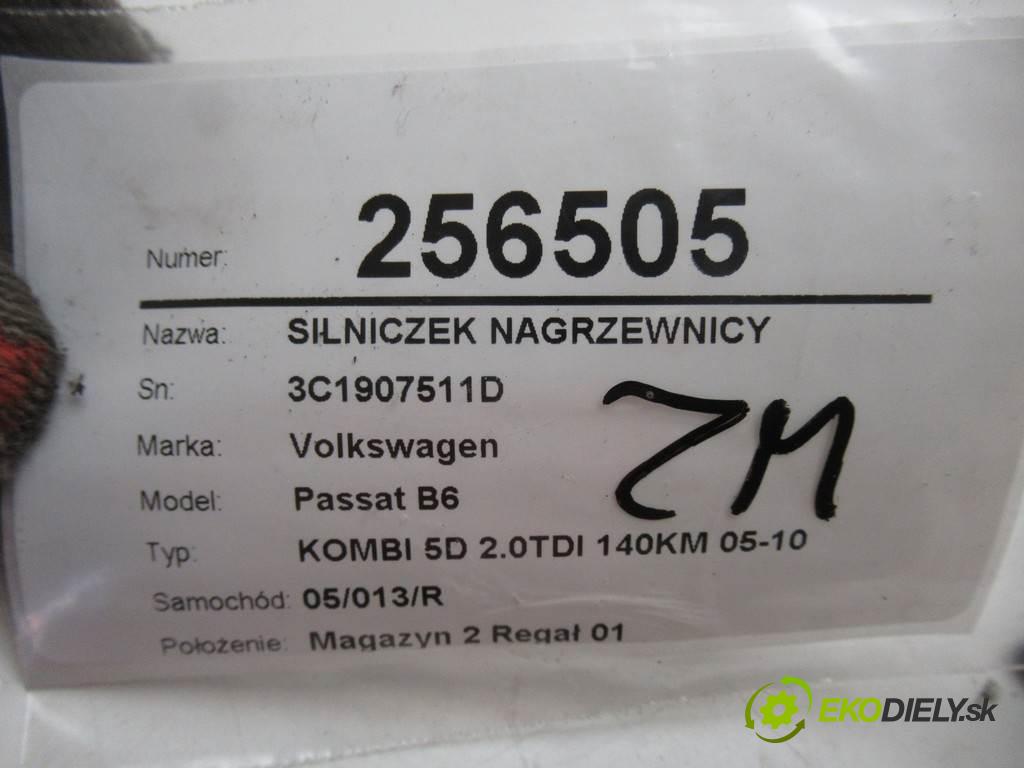 Numer: 256505
Nazwa: SILNICZEK NAGRZEWNICY
Sn: 3C1907511D
Marka: Volkswagen
ZM
Model: Passat B6
Typ: KOMBI 5D 2.0TDI 140KM 05-10
Samochód: 05/013/R
Położenie: Magazyn 2 Regał 01
EKODIELY.sk